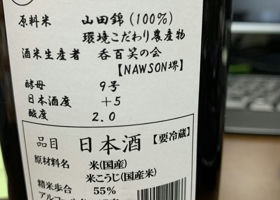 原料米 山田錦(100%)
環境こだわり農産物
酒米生産者 呑百笑の会
【NAWSON堺】
酵母 9号
日本酒度 +5
酸度 2.0
品目 日本酒【要冷蔵】
原材料名 米(国産)
米こうじ(国産米)
精米歩合 55%